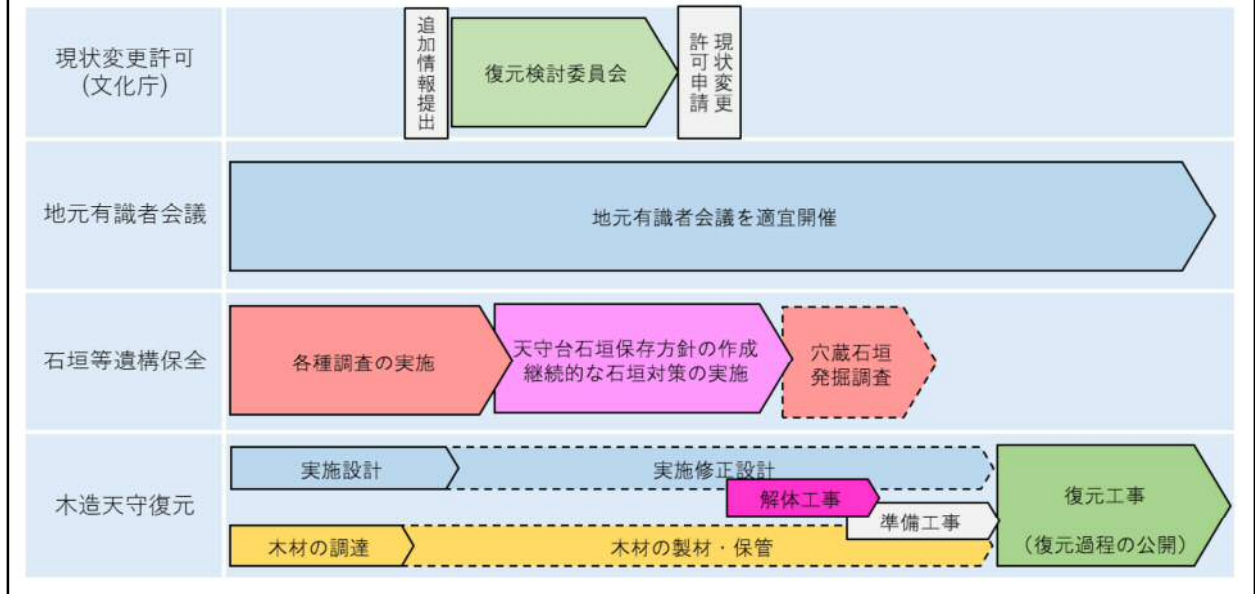 現状変更許可
(文化庁)
追加情報提出
復元検討委員会
現状変更
許可申請
地元有識者会議
地元有識者会議を適宜開催
石垣等遺構保全
各種調査の実施
天守台石垣保存方針の作成
継続的な石垣対策の実施
穴蔵石垣
発掘調査
木造天守復元
実施設計
実施修正設計
解体工事
準備工事
木材の調達
木材の製材・保管
復元工事
（復元過程の公開）